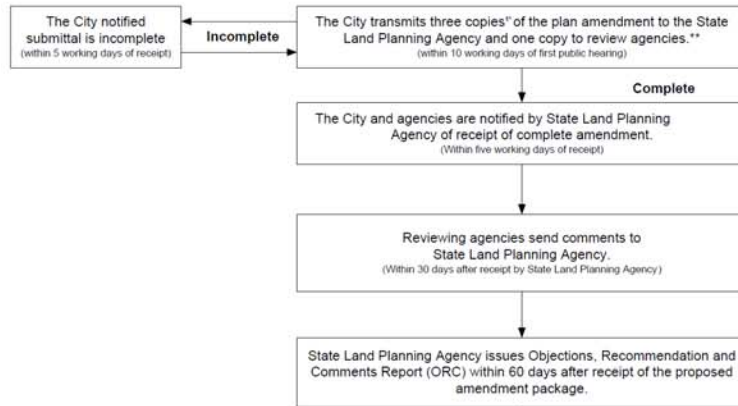 The City notified
submittal is incomplete
(within 5 working days of receipt)
Incomplete
The City transmits three copies* of the plan amendment to the State
Land Planning Agency and one copy to review agencies.**
(within 10 working days of first public hearing)
Complete
The City and agencies are notified by State Land Planning
Agency of receipt of complete amendment.
(Within five working days of receipt)
Reviewing agencies send comments to
State Land Planning Agency.
(Within 30 days after receipt by State Land Planning Agency)
State Land Planning Agency issues Objections, Recommendation and
Comments Report (ORC) within 60 days after receipt of the proposed
amendment package.